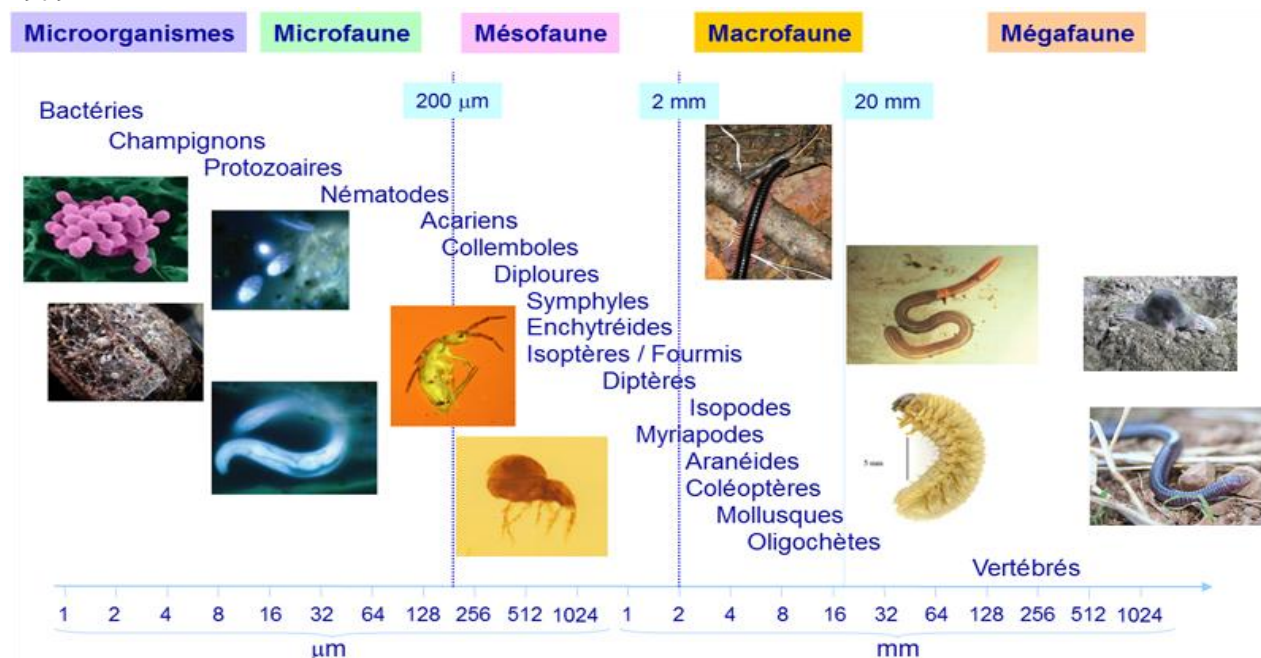 Microorganismes Microfaune Mésofaune Macrofaune Mégafaune
200 µm 2 mm 20 mm
Bactéries
Champignons
Protozoaires
Nématodes
Acariens
Collemboles
Diploures
Symphyles
Enchytréides
Isoptères / Fourmis
Diptères
Isopodes
Myriapodes
Aranéides
Coléoptères
Mollusques
Oligochètes
5 mm
Vertébrés
1 2 4 8 16 32 64 128 256 512 1024 1 2 4 8 16 32 64 128 256 512 1024
µm mm